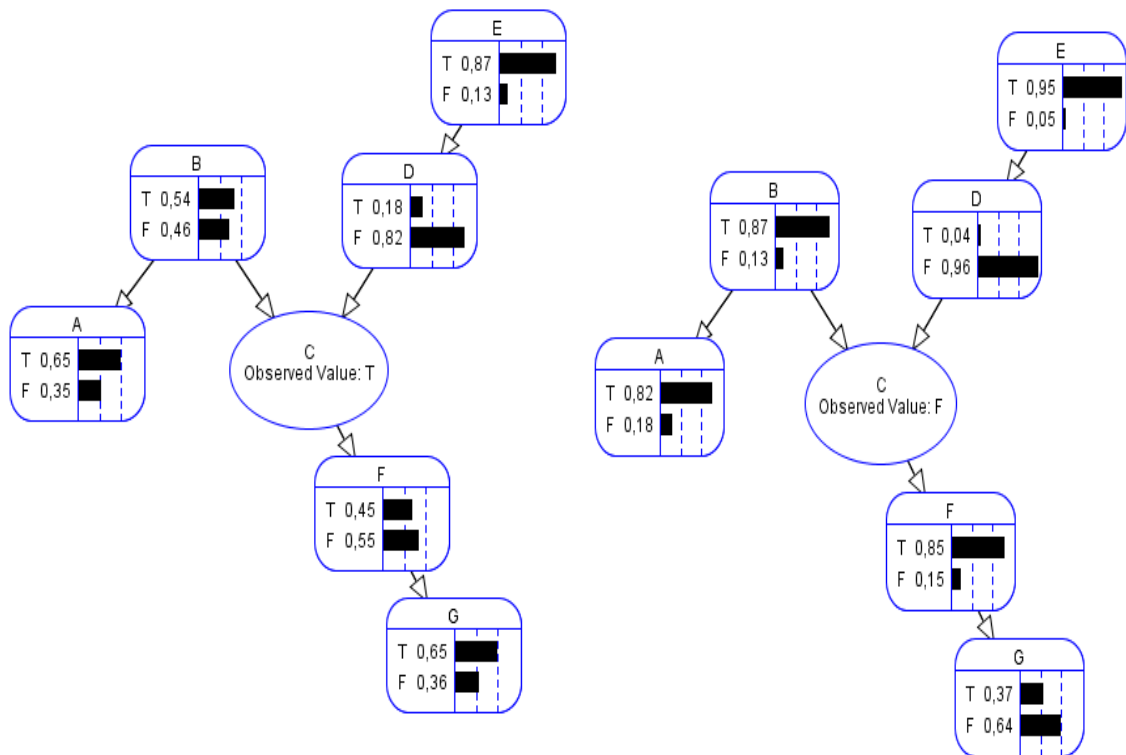 E
T 0,87
F 0,13
B
T 0,54
F 0,46
D
T 0,18
F 0,82
A
T 0,65
F 0,35
C
Observed Value: T
F
T 0,45
F 0,55
G
T 0,65
F 0,36
E
T 0,95
F 0,05
B
T 0,87
F 0,13
D
T 0,04
F 0,96
A
T 0,82
F 0,18
C
Observed Value: F
F
T 0,85
F 0,15
G
T 0,37
F 0,64